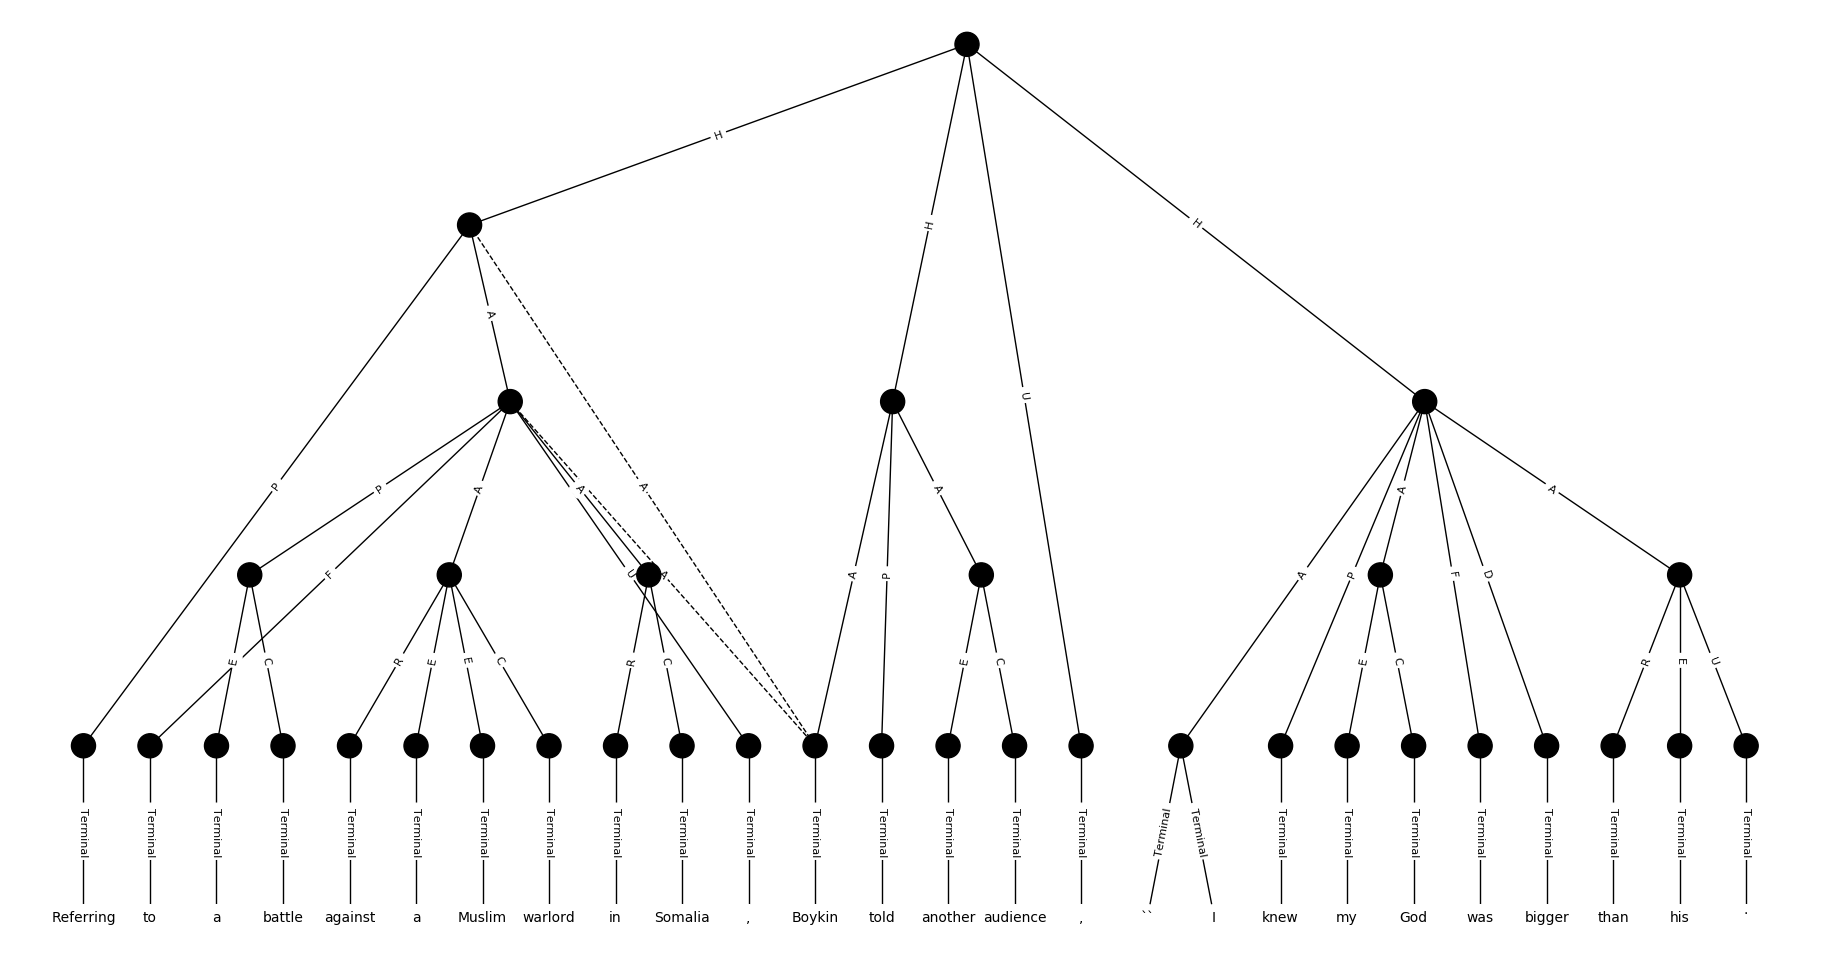 H
H
H
A
U
A
P
P
A
A
A
A
A
A
F
U
A
A
P
A
P
F
D
E
C
R
E
E
C
R
C
E
C
E
C
R
E
U
Terminal Terminal Terminal Terminal Terminal Terminal Terminal Terminal Terminal Terminal Terminal Terminal Terminal Terminal Terminal Terminal Terminal Terminal Terminal Terminal Terminal Terminal Terminal Terminal Terminal Terminal
Referring to a battle against a Muslim warlord in Somalia , Boykin told another audience , `` I knew my God was bigger than his .